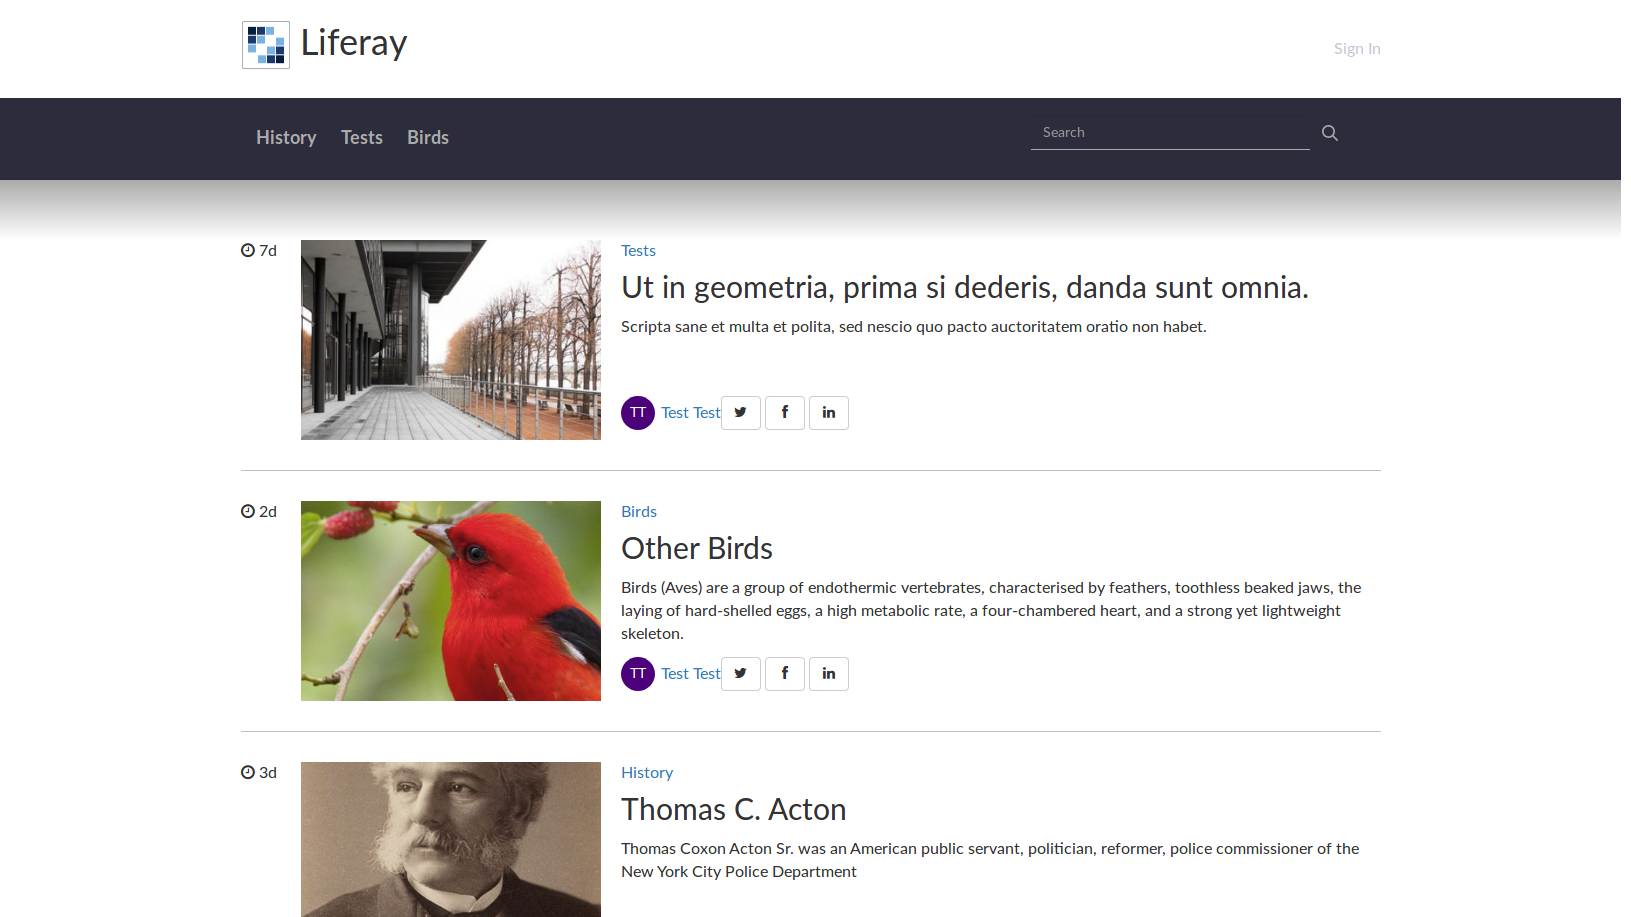 Liferay
Sign In
History Tests Birds
Search
7d
Tests
Ut in geometria, prima si dederis, danda sunt omnia.
Scripta sane et multa et polita, sed nescio quo pacto auctoritatem oratio non habet.
TT Test Test
2d
Birds
Other Birds
Birds (Aves) are a group of endothermic vertebrates, characterised by feathers, toothless beaked jaws, the
laying of hard-shelled eggs, a high metabolic rate, a four-chambered heart, and a strong yet lightweight
skeleton.
TT Test Test
3d
History
Thomas C. Acton
Thomas Coxon Acton Sr. was an American public servant, politician, reformer, police commissioner of the
New York City Police Department